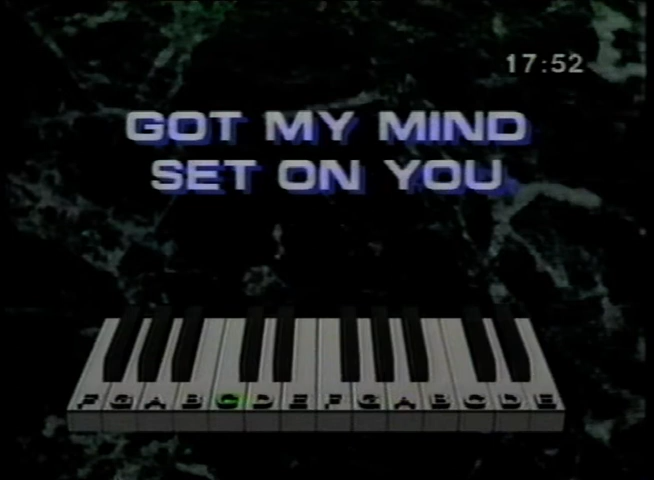 17:52
GOT MY MIND
SET ON YOU
F G A B C D E F G A B C D E